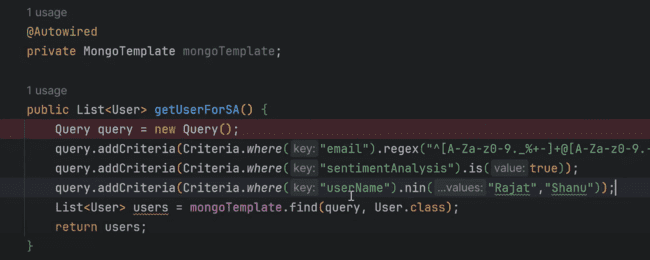 1 usage
@Autowired
private MongoTemplate mongoTemplate;
1 usage
public List<User> getUserForSA() {
Query query = new Query();
query.addCriteria(Criteria.where( key: "email").regex("^[A-Za-z0-9._%+-]+@[A-Za-z0-9.-
query.addCriteria(Criteria.where( key: "sentimentAnalysis").is( value: true));
query.addCriteria(Criteria.where( key: "userName").nin( ...values: "Rajat","Shanu"));
List<User> users = mongoTemplate.find(query, User.class);
return users;
}